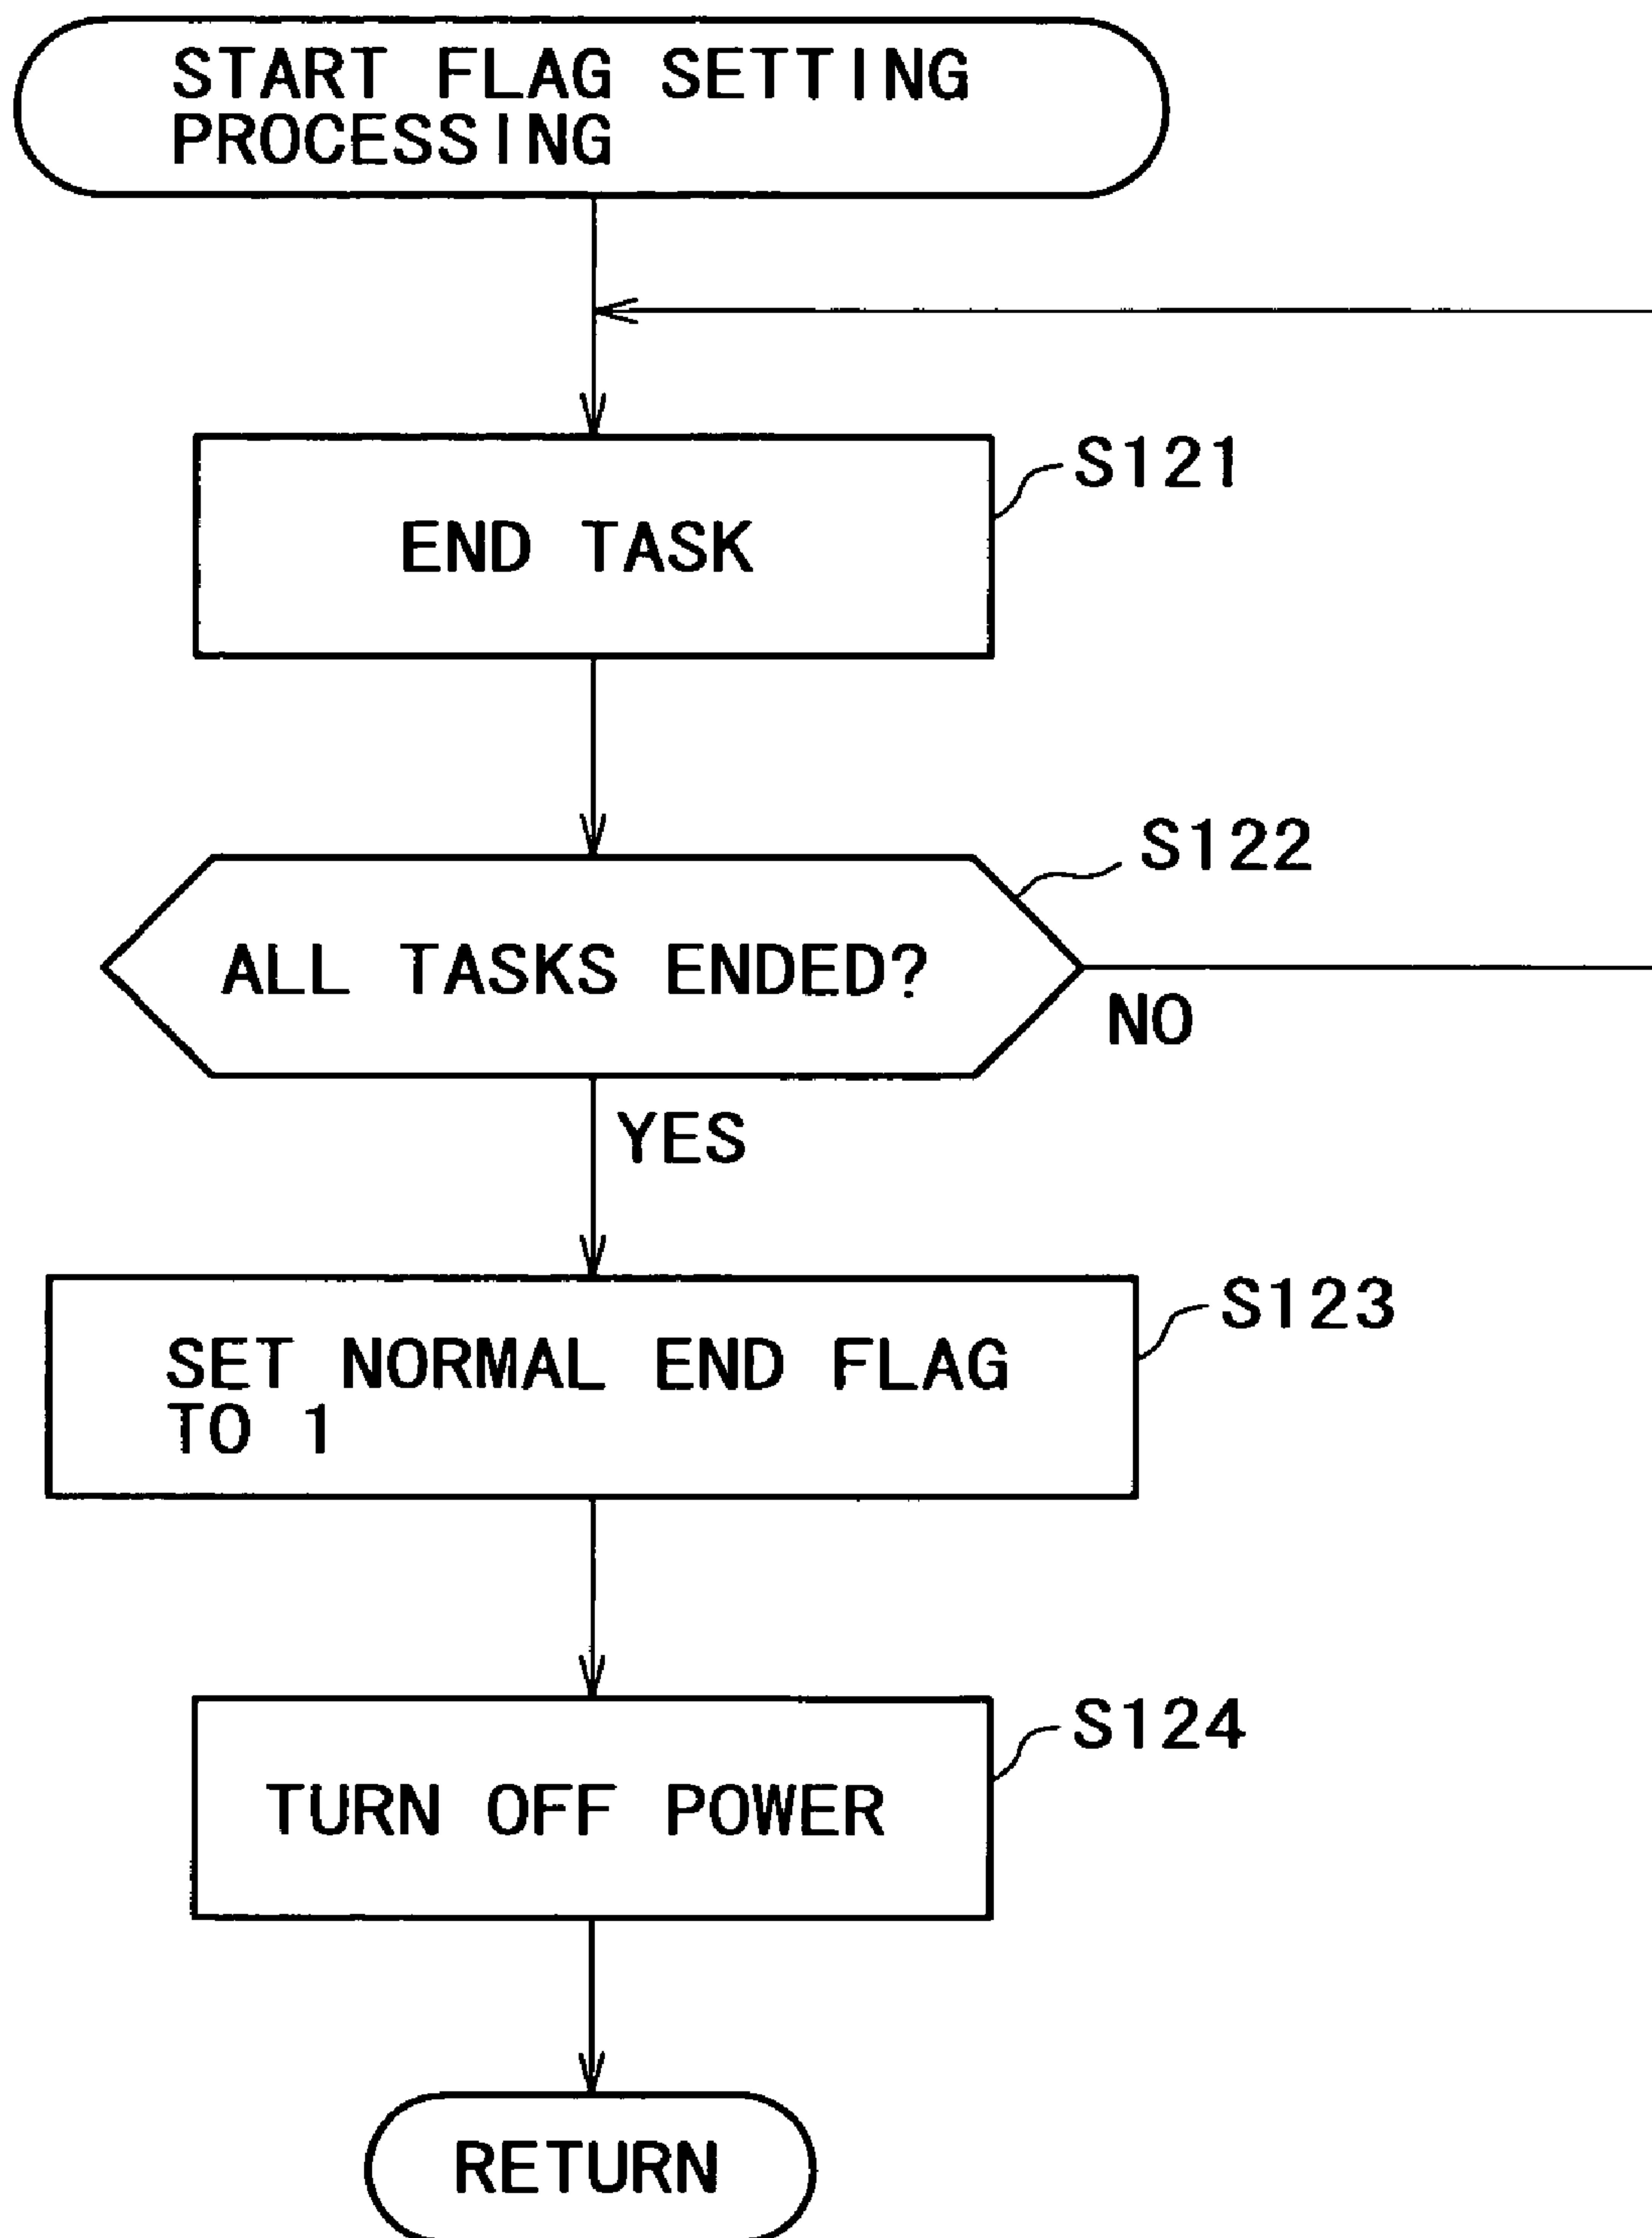 START FLAG SETTING
PROCESSING
S121
END TASK
S122
ALL TASKS ENDED?
NO
YES
S123
SET NORMAL END FLAG
TO 1
S124
TURN OFF POWER
RETURN